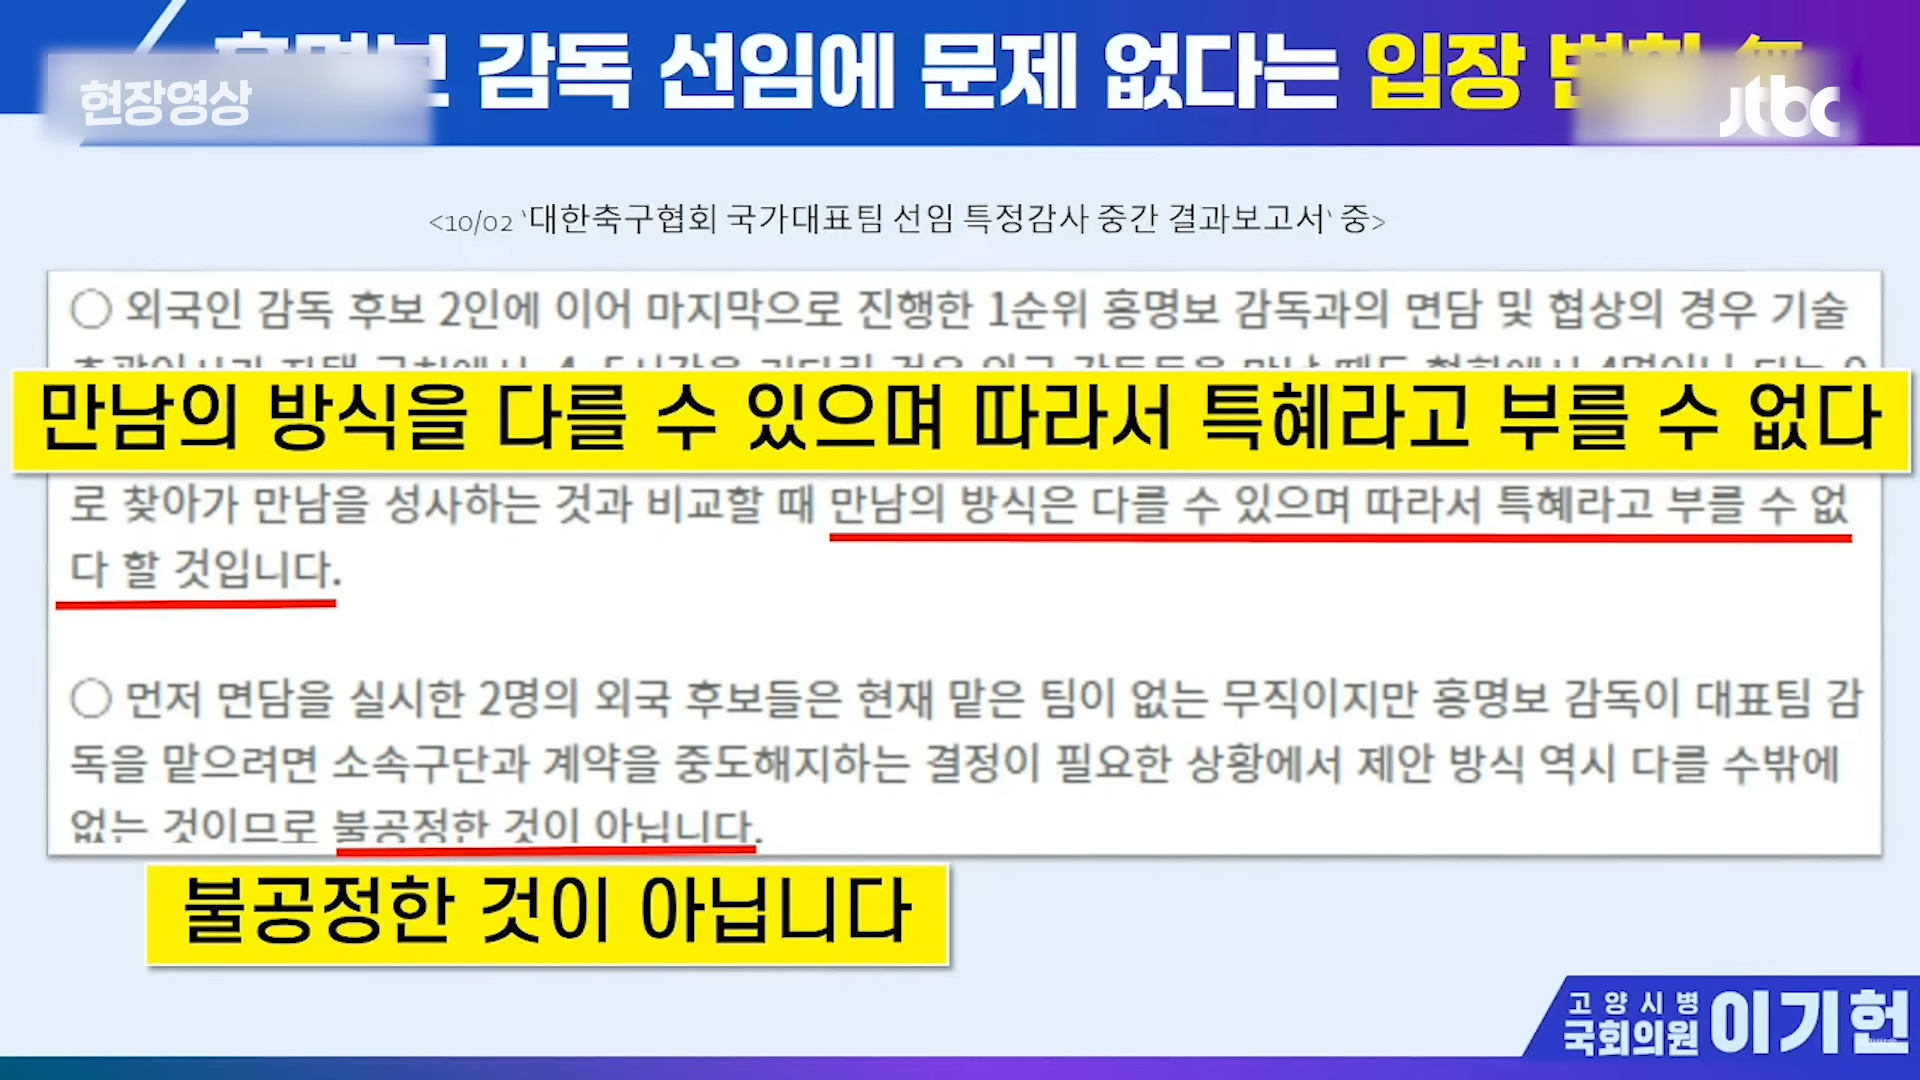 감독 선임에 문제 없다는 입장
현장영상
jtbc
<10/02 '대한축구협회 국가대표팀 선임 특정감사 중간 결과보고서' 중>
○ 외국인 감독 후보 2인에 이어 마지막으로 진행한 1순위 홍명보 감독과의 면담 및 협상의 경우 기술
만남의 방식을 다를 수 있으며 따라서 특혜라고 부를 수 없다
로 찾아가 만남을 성사하는 것과 비교할 때 만남의 방식은 다를 수 있으며 따라서 특혜라고 부를 수 없
다 할 것입니다.
○ 먼저 면담을 실시한 2명의 외국 후보들은 현재 맡은 팀이 없는 무직이지만 홍명보 감독이 대표팀 감
독을 맡으려면 소속구단과 계약을 중도해지하는 결정이 필요한 상황에서 제안 방식 역시 다를 수밖에
없는 것이므로 불공정한 것이 아닙니다.
불공정한 것이 아닙니다
고양시병
국회의원 이기헌